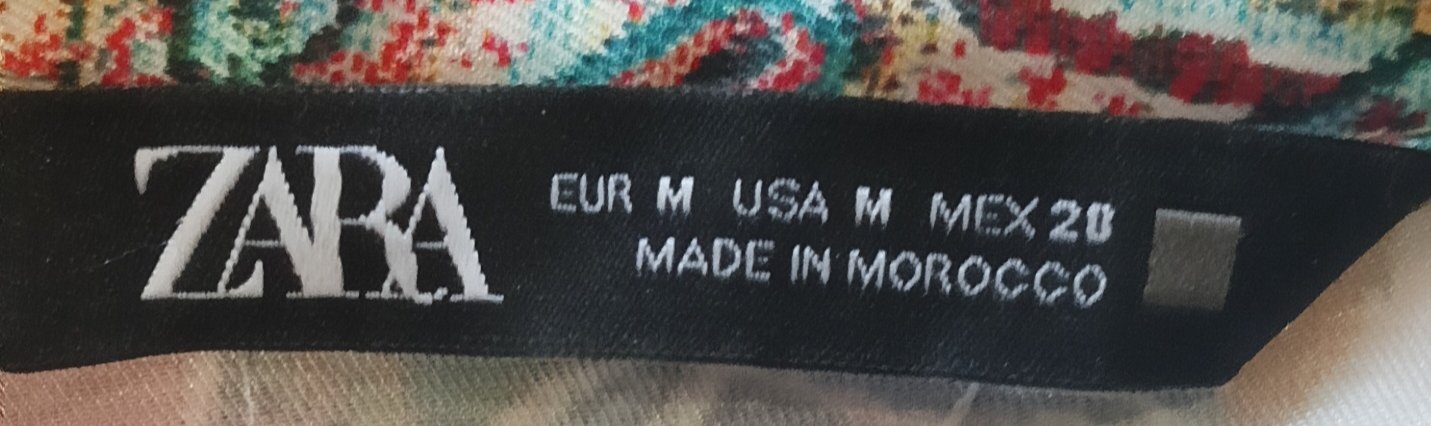 ZARA
EUR M USA M MEX 28
MADE IN MOROCCO